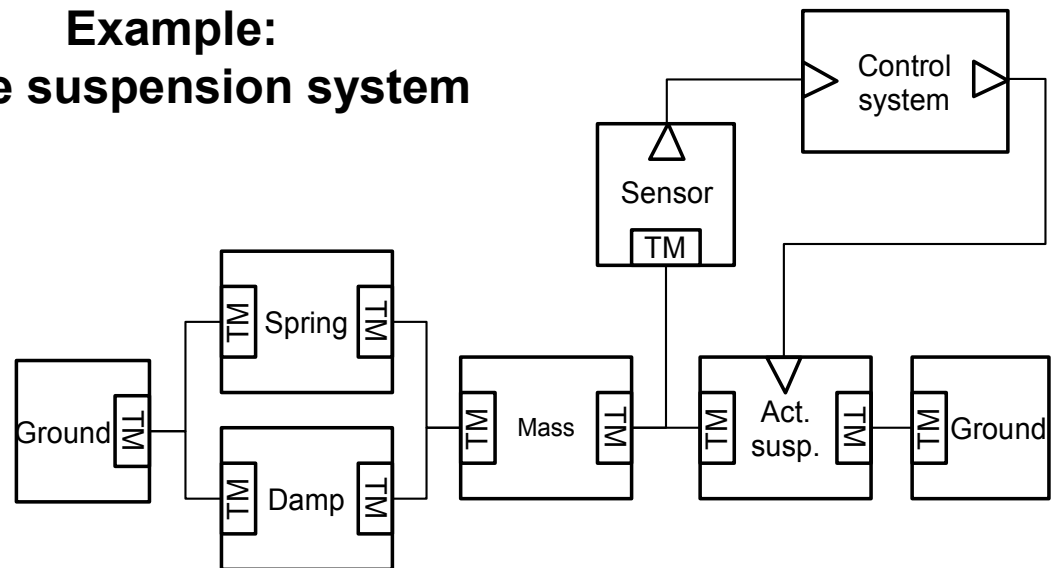 Example:
e suspension system
Control
system
Sensor
TM
TM
Spring
TM
Ground
TM
TM
Damp
TM
TM
Mass
TM
TM
Act.
susp.
TM
TM
Ground